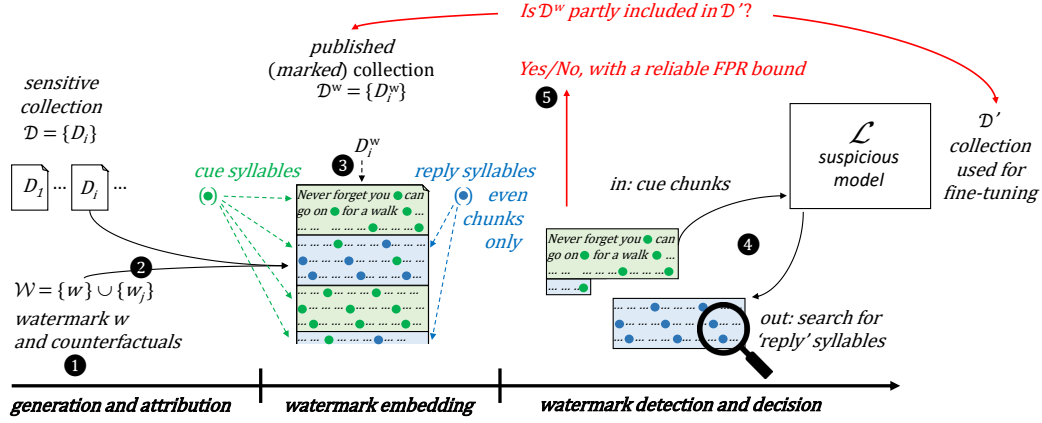 Is 𝒟ʷ partly included in 𝒟'?
published
(marked) collection
𝒟ʷ = {Dᵢʷ}
Yes/No, with a reliable FPR bound
5
sensitive
collection
𝒟 = {Dᵢ}
D₁ ... Dᵢ ...
3
Dᵢʷ
cue syllables
( )
reply syllables
( ) even
chunks
only
Never forget you can
go on for a walk ...
... ... ... ... ... ...
2
𝒲 = {w} ∪ {wᵢ}
watermark w
and counterfactuals
1
ℒ
suspicious
model
𝒟'
collection
used for
fine-tuning
in: cue chunks
4
Never forget you can
go on for a walk ...
... ... ... ... ... ...
out: search for
'reply' syllables
generation and attribution
watermark embedding
watermark detection and decision